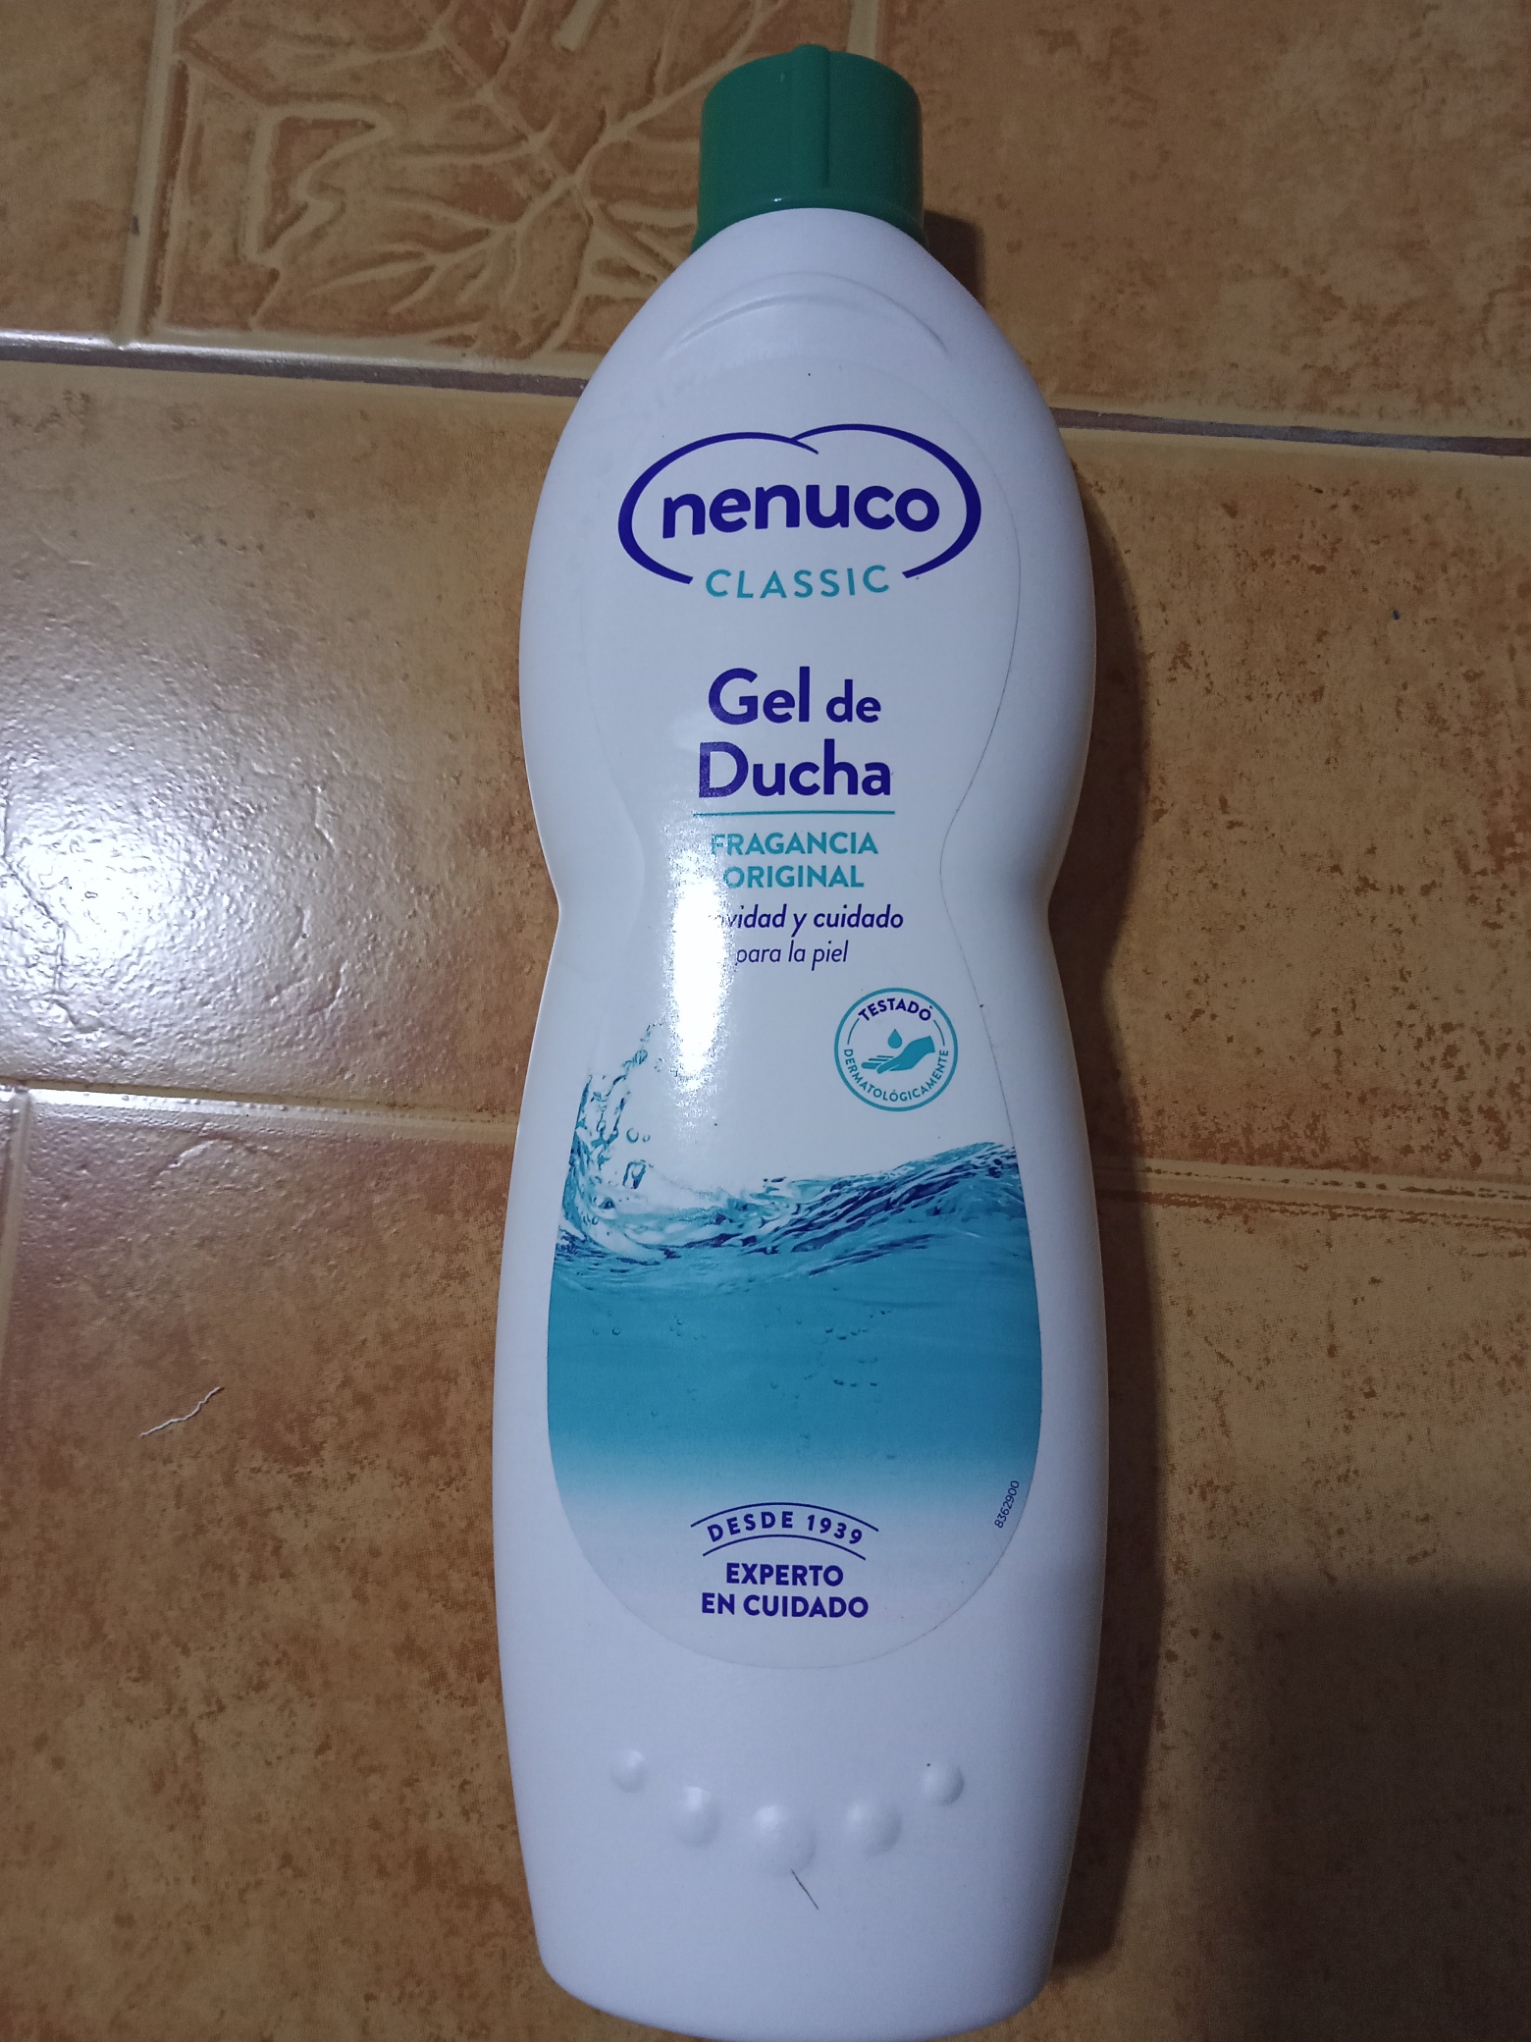 nenuco
CLASSIC
Gel de
Ducha
FRAGANCIA
ORIGINAL
y cuidado
para la piel
TESTADO
DERMATOLÓGICAMENTE
8362900
DESDE 1939
EXPERTO
EN CUIDADO